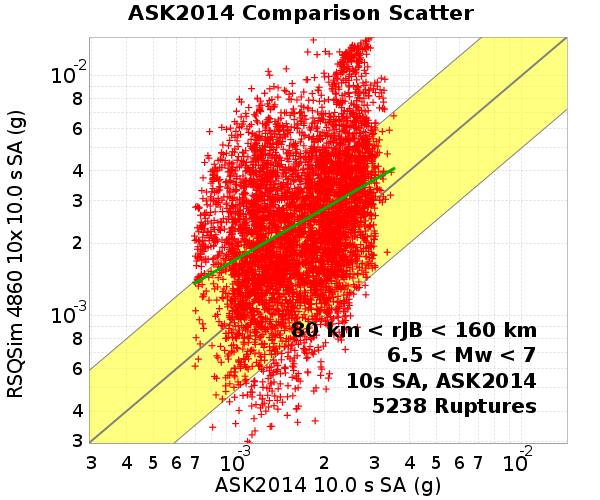 ASK2014 Comparison Scatter
RSQSim 4860 10x 10.0 s SA (g)
10-2
8
6
4
3
2
10-3
8
6
4
3
80 km < rJB < 160 km
6.5 < Mw < 7
10s SA, ASK2014
5238 Ruptures
3 4 5 6 7 10-3 2 3 4 5 6 7 10-2
ASK2014 10.0 s SA (g)